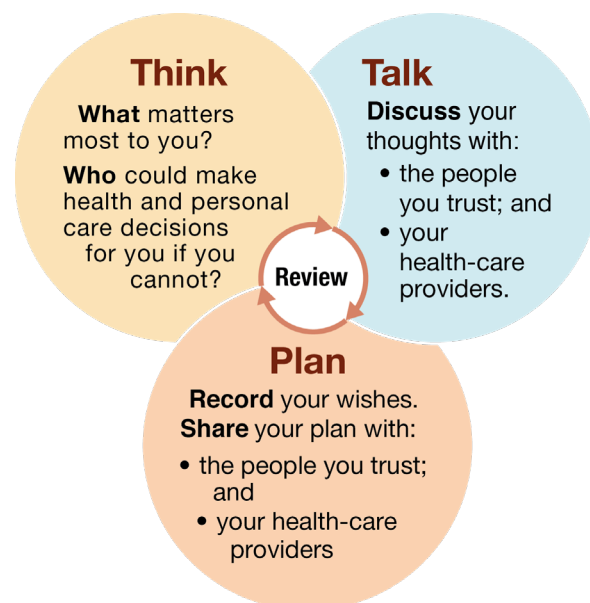 Think
What matters
most to you?
Who could make
health and personal
care decisions
for you if you
cannot?
Talk
Discuss your
thoughts with:
• the people
you trust; and
• your
health-care
providers.
Review
Plan
Record your wishes.
Share your plan with:
• the people you trust;
and
• your health-care
providers